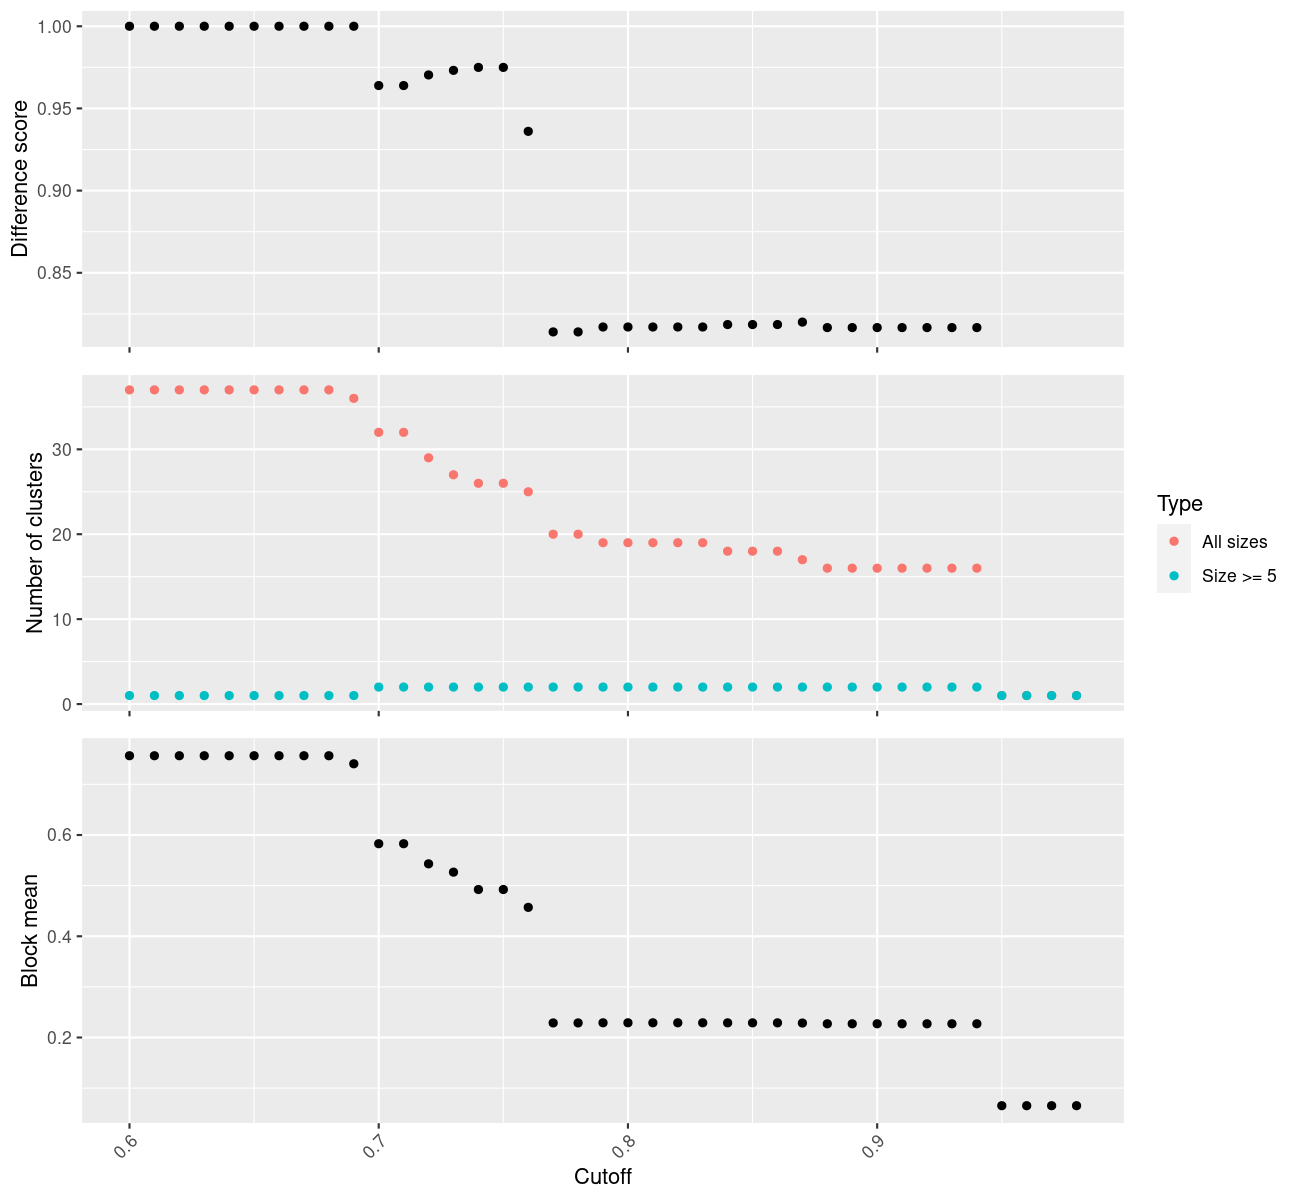 1.00
0.95
0.90
0.85
Difference score
30
20
10
0
Number of clusters
Type
All sizes
Size >= 5
0.6
0.4
0.2
Block mean
0.6
0.7
0.8
0.9
Cutoff